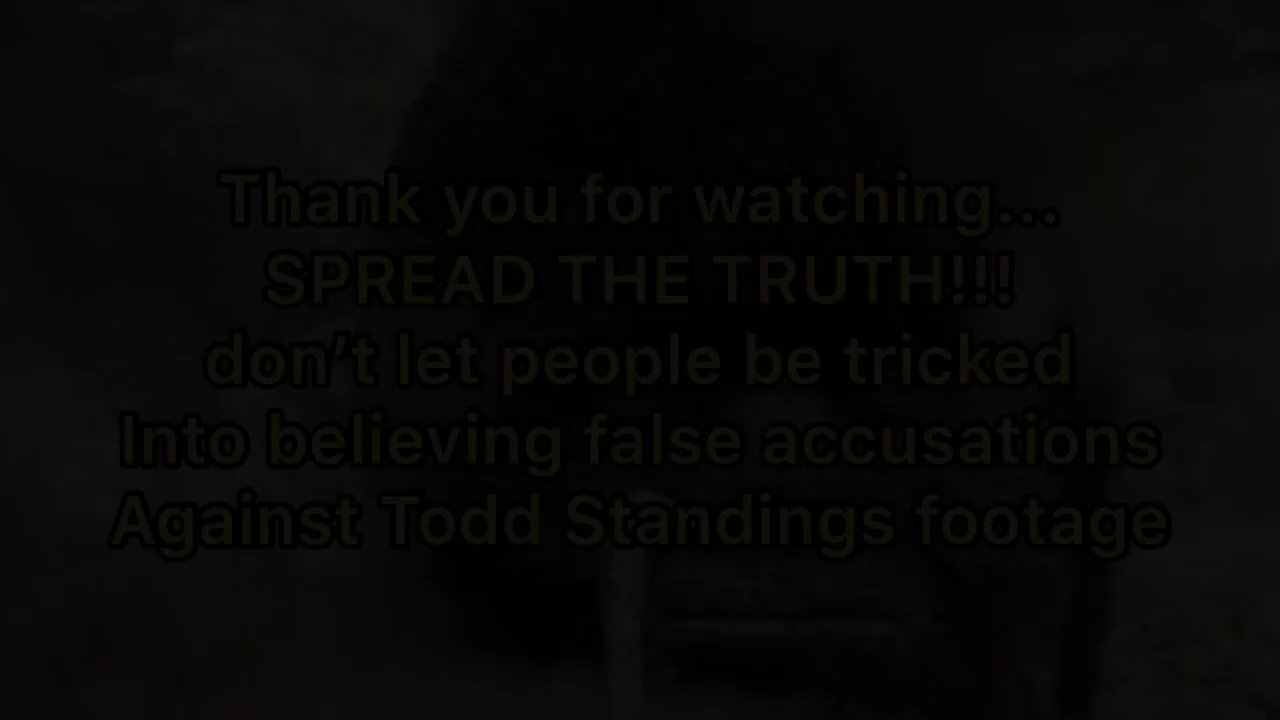 Thank you for watching...
SPREAD THE TRUTH!!!
don’t let people be tricked
Into believing false accusations
Against Todd Standings footage